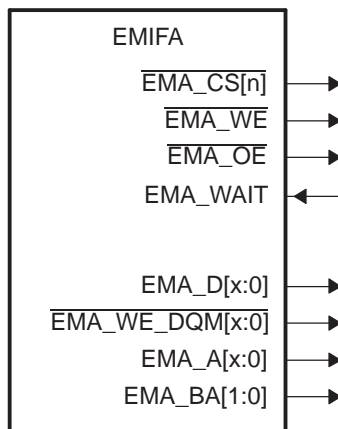 EMIFA
EMA_CS[n]
EMA_WE
EMA_OE
EMA_WAIT
EMA_D[x:0]
EMA_WE_DQM[x:0]
EMA_A[x:0]
EMA_BA[1:0]